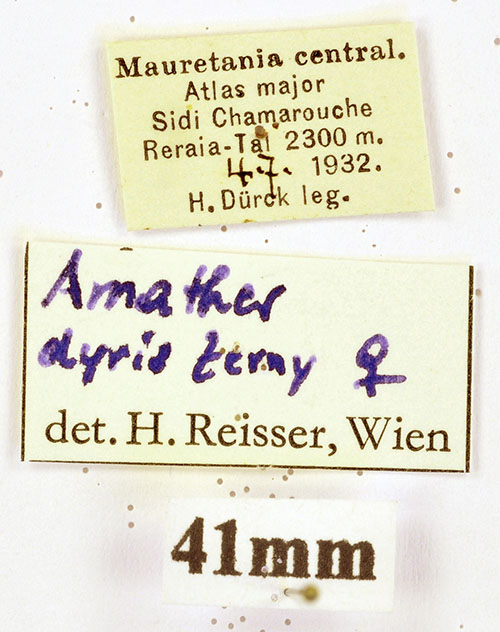 Mauretania central.
Atlas major
Sidi Chamarouche
Reraia-Tal 2300 m.
4.7. 1932.
H. Dürck leg.
Amathes
dyris Zerny ♀
det. H. Reisser, Wien
41mm